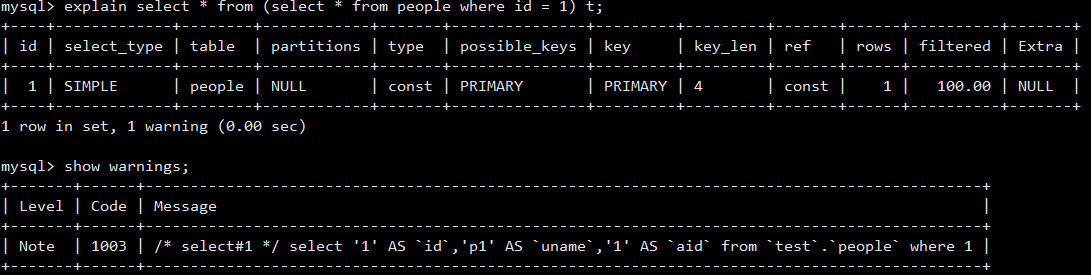 mysql> explain select * from (select * from people where id = 1) t;
+----+-------------+--------+------------+-------+---------------+---------+---------+-------+------+----------+-------+
| id | select_type | table  | partitions | type  | possible_keys | key     | key_len | ref   | rows | filtered | Extra |
+----+-------------+--------+------------+-------+---------------+---------+---------+-------+------+----------+-------+
|  1 | SIMPLE      | people | NULL       | const | PRIMARY       | PRIMARY | 4       | const |    1 |   100.00 | NULL  |
+----+-------------+--------+------------+-------+---------------+---------+---------+-------+------+----------+-------+
1 row in set, 1 warning (0.00 sec)
mysql> show warnings;
+-------+------+-----------------------------------------------------------------------------------------------+
| Level | Code | Message                                                                                       |
+-------+------+-----------------------------------------------------------------------------------------------+
| Note  | 1003 | /* select#1 */ select '1' AS `id`,'p1' AS `uname`,'1' AS `aid` from `test`.`people` where 1 |
+-------+------+-----------------------------------------------------------------------------------------------+